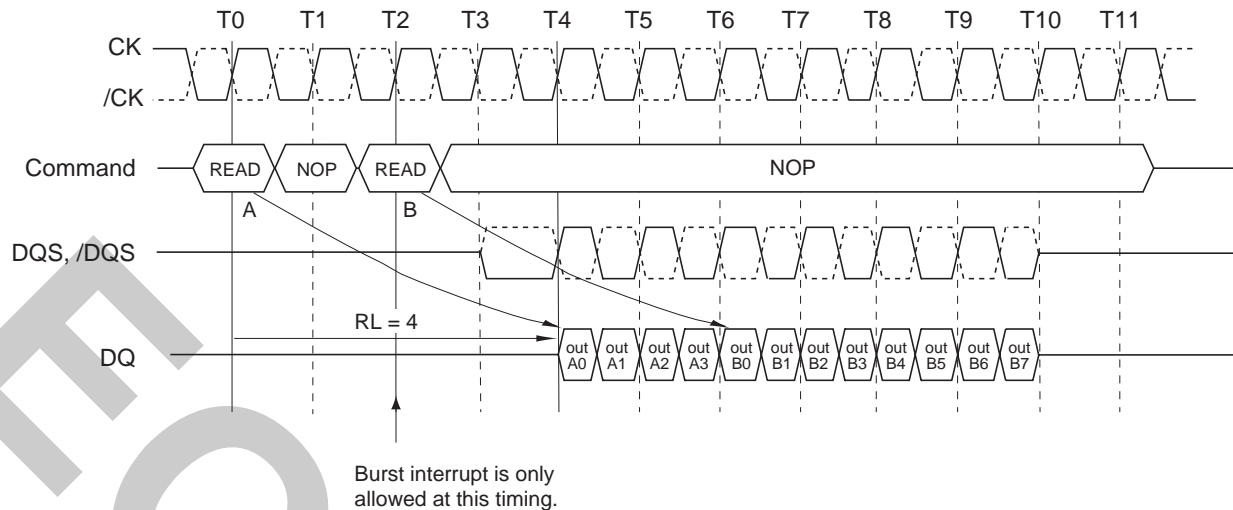 T0 T1 T2 T3 T4 T5 T6 T7 T8 T9 T10 T11
CK
/CK
Command READ NOP READ NOP
A B
DQS, /DQS
RL = 4
DQ
out A0
out A1
out A2
out A3
out B0
out B1
out B2
out B3
out B4
out B5
out B6
out B7
Burst interrupt is only
allowed at this timing.